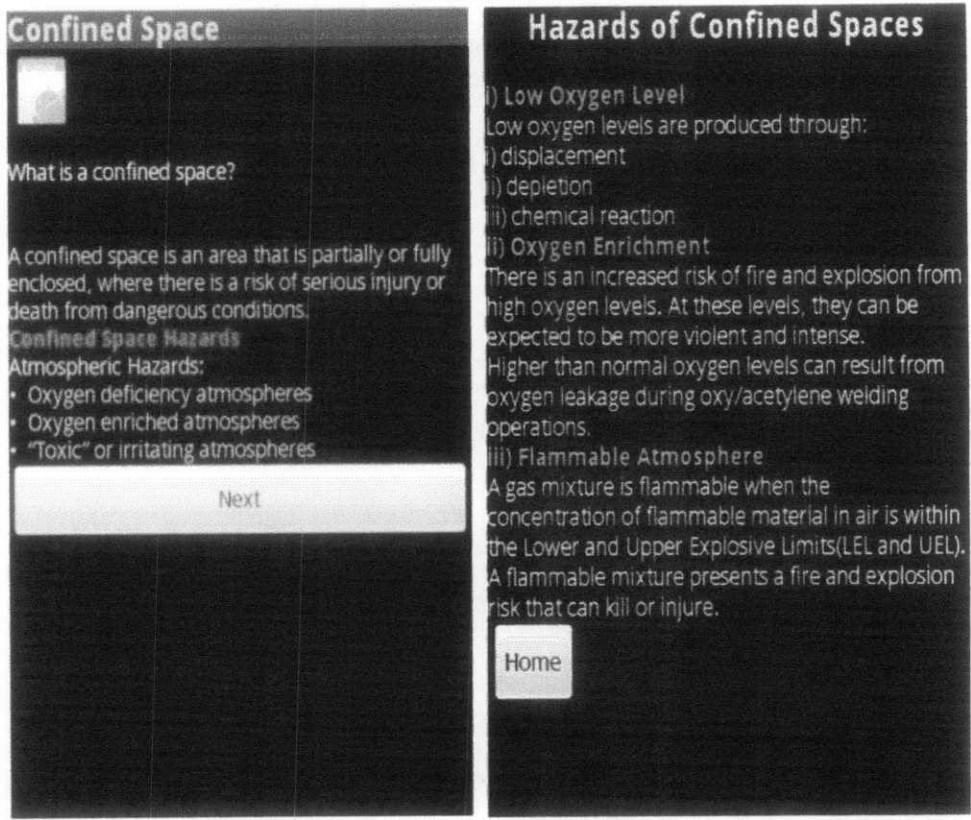 Confined Space
What is a confined space?
A confined space is an area that is partially or fully
enclosed, where there is a risk of serious injury or
death from dangerous conditions.
Confined Space Hazards
Atmospheric Hazards:
• Oxygen deficiency atmospheres
• Oxygen enriched atmospheres
• "Toxic" or irritating atmospheres
Next
Hazards of Confined Spaces
i) Low Oxygen Level
Low oxygen levels are produced through:
i) displacement
ii) depletion
iii) chemical reaction
ii) Oxygen Enrichment
There is an increased risk of fire and explosion from
high oxygen levels. At these levels, they can be
expected to be more violent and intense.
Higher than normal oxygen levels can result from
oxygen leakage during oxy/acetylene welding
operations.
iii) Flammable Atmosphere
A gas mixture is flammable when the
concentration of flammable material in air is within
the Lower and Upper Explosive Limits(LEL and UEL).
A flammable mixture presents a fire and explosion
risk that can kill or injure.
Home